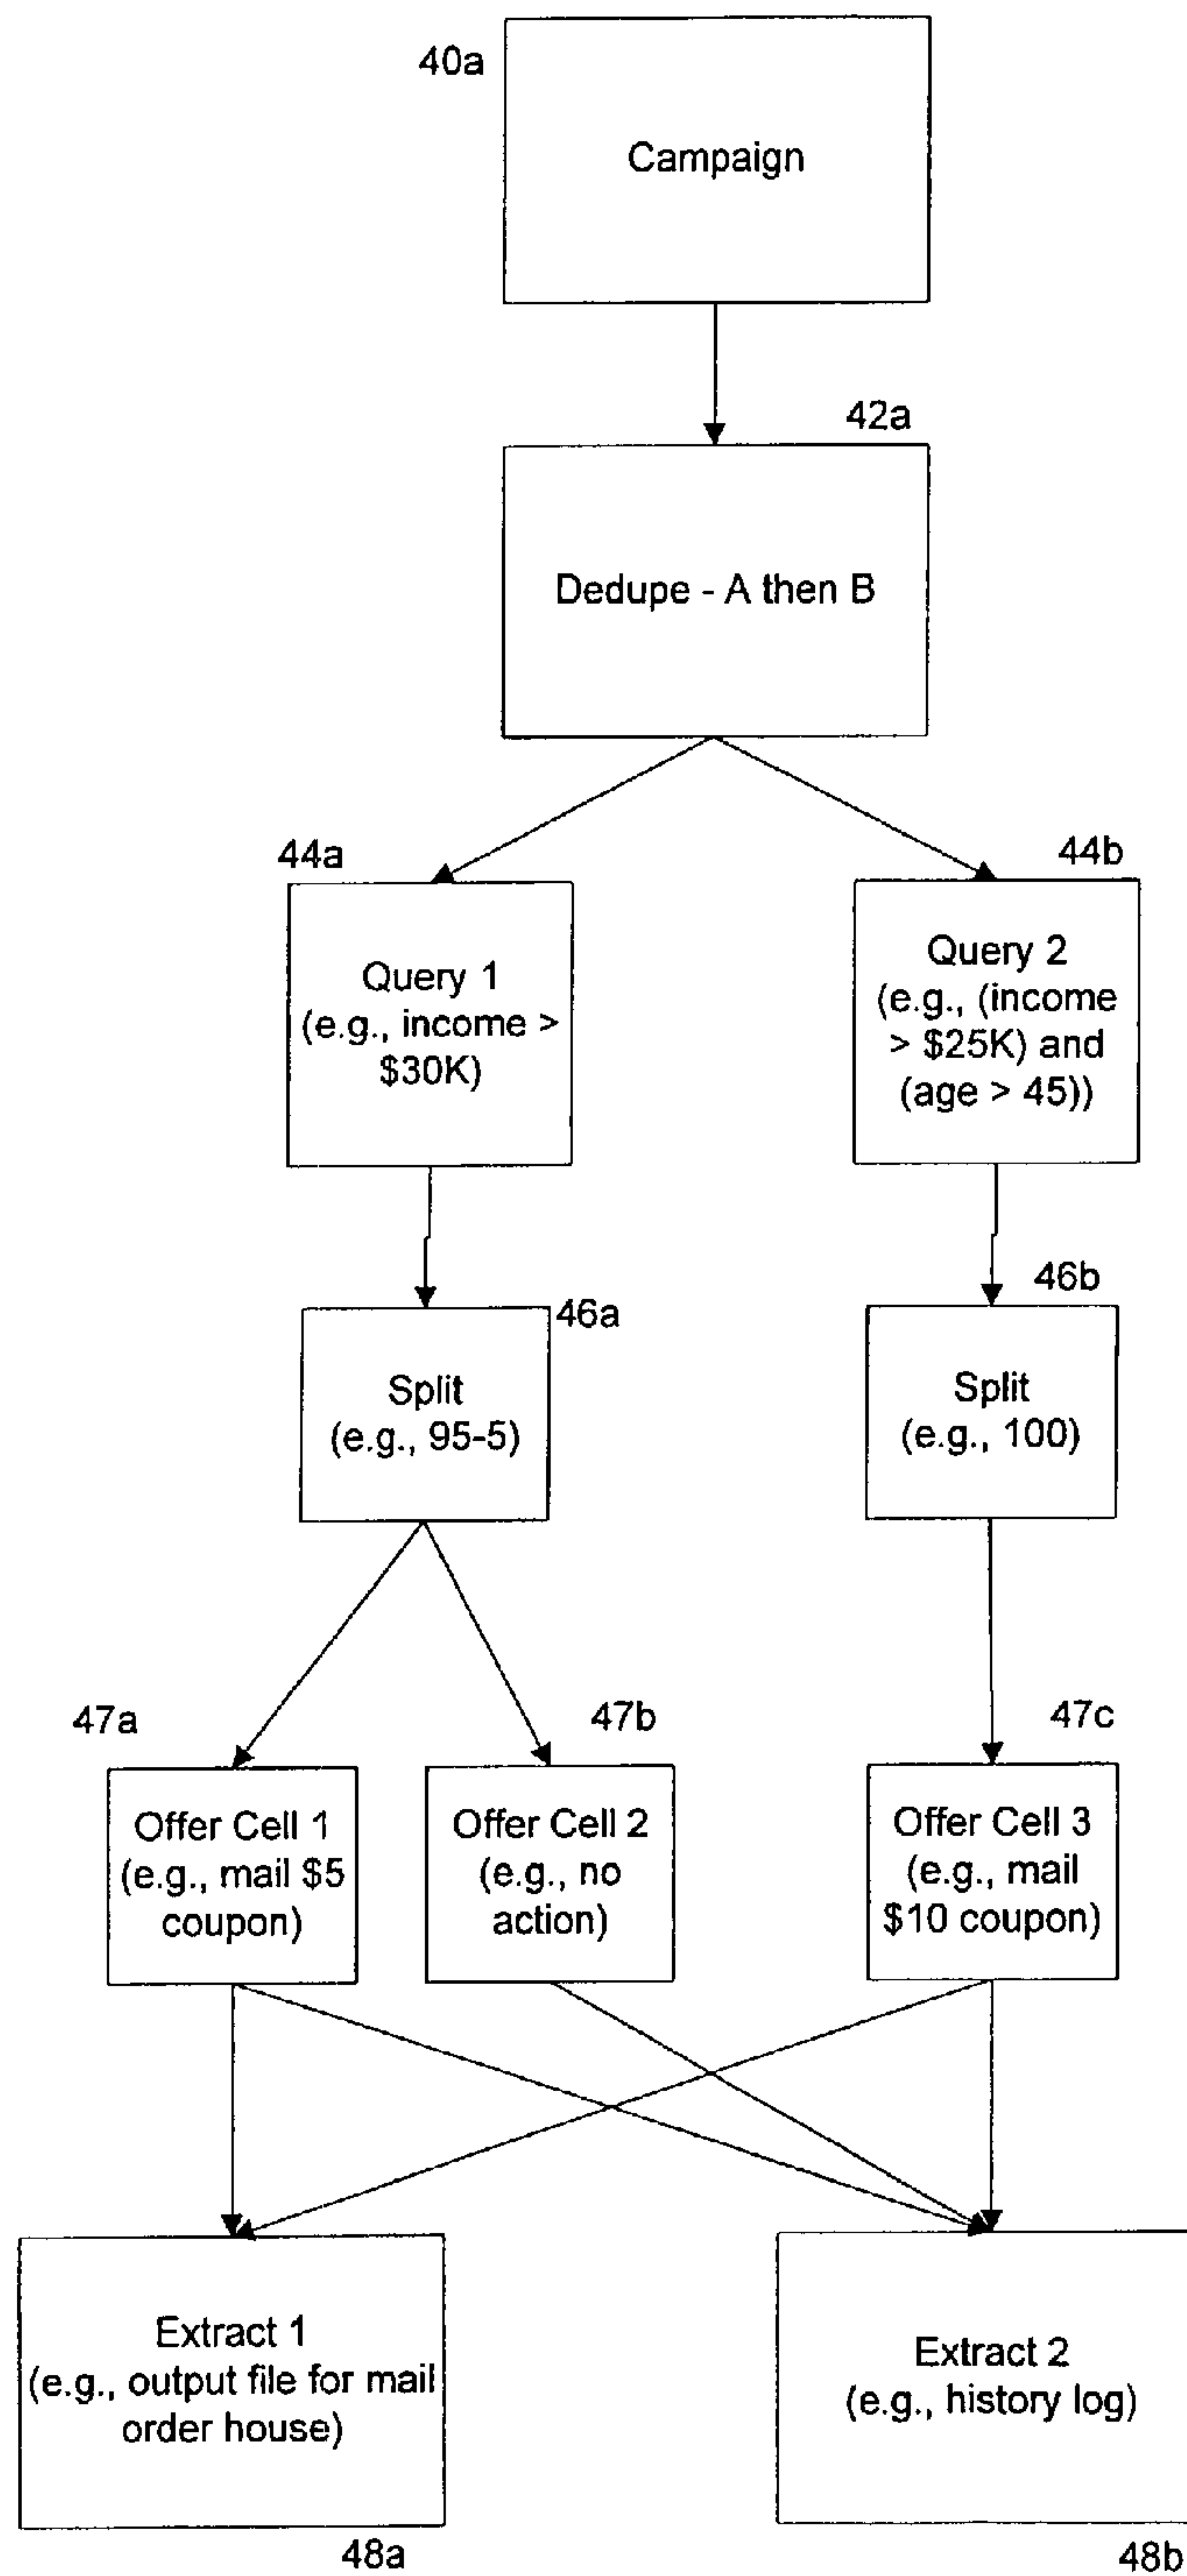 40a
Campaign
42a
Dedupe - A then B
44a
Query 1
(e.g., income >
$30K)
44b
Query 2
(e.g., (income
> $25K) and
(age > 45))
46a
Split
(e.g., 95-5)
46b
Split
(e.g., 100)
47a
Offer Cell 1
(e.g., mail $5
coupon)
47b
Offer Cell 2
(e.g., no
action)
47c
Offer Cell 3
(e.g., mail
$10 coupon)
Extract 1
(e.g., output file for mail
order house)
48a
Extract 2
(e.g., history log)
48b